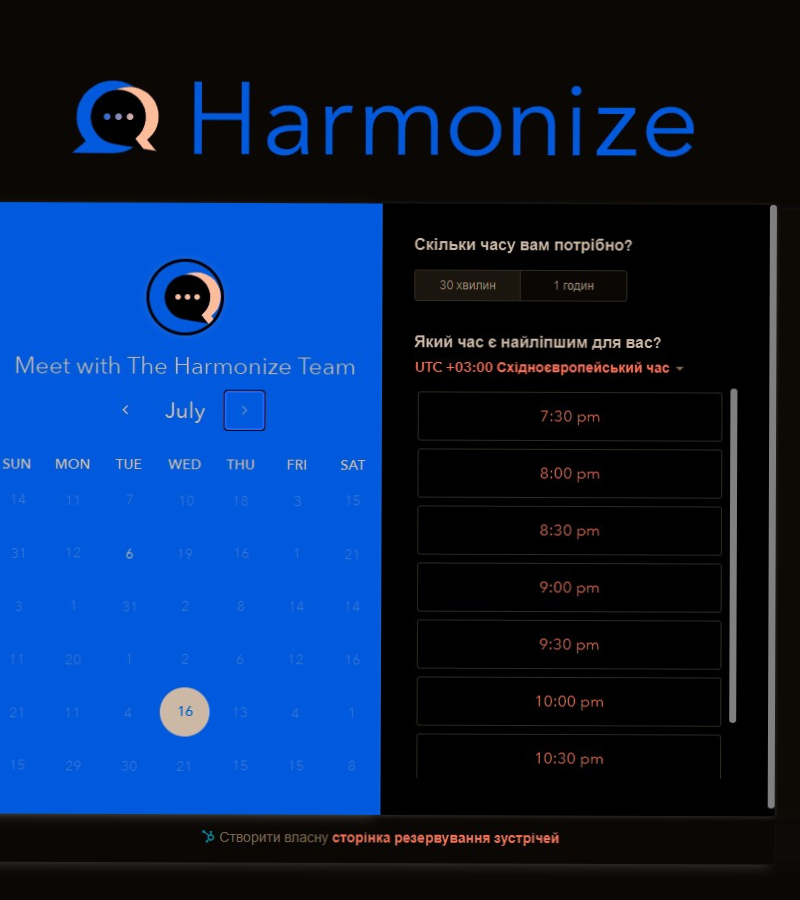 Harmonize
Meet with The Harmonize Team
July
SUN MON TUE WED THU FRI SAT
14 11 7 10 18 3 15
31 12 6 19 16 1 21
3 1 31 2 8 14 14
11 20 1 2 6 12 16
21 11 4 16 13 4 1
15 29 30 21 15 15 8
Скільки часу вам потрібно?
30 хвилин 1 годин
Який час є найліпшим для вас?
UTC +03:00 Східноєвропейський час
7:30 pm
8:00 pm
8:30 pm
9:00 pm
9:30 pm
10:00 pm
10:30 pm
Створити власну сторінка резервування зустрічей